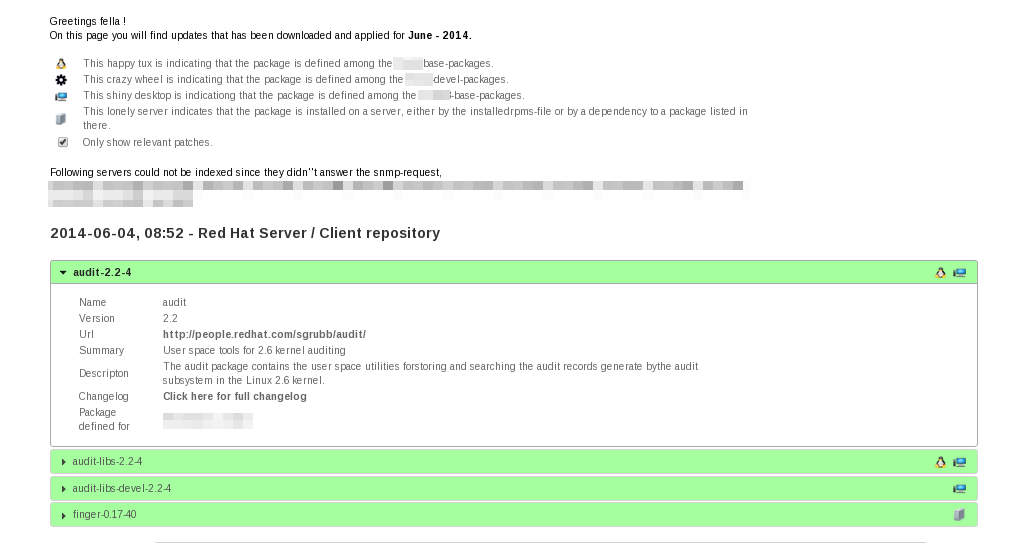 Greetings fella !
On this page you will find updates that has been downloaded and applied for June - 2014.
This happy tux is indicating that the package is defined among the base-packages.
This crazy wheel is indicating that the package is defined among the -devel-packages.
This shiny desktop is indicationg that the package is defined among the -base-packages.
This lonely server indicates that the package is installed on a server, either by the installedrpms-file or by a dependency to a package listed in
there.
Only show relevant patches.
Following servers could not be indexed since they didn''t answer the snmp-request,
2014-06-04, 08:52 - Red Hat Server / Client repository
audit-2.2-4
Name audit
Version 2.2
Url http://people.redhat.com/sgrubb/audit/
Summary User space tools for 2.6 kernel auditing
Descripton The audit package contains the user space utilities forstoring and searching the audit records generate bythe audit
subsystem in the Linux 2.6 kernel.
Changelog Click here for full changelog
Package
defined for
audit-libs-2.2-4
audit-libs-devel-2.2-4
finger-0.17-40